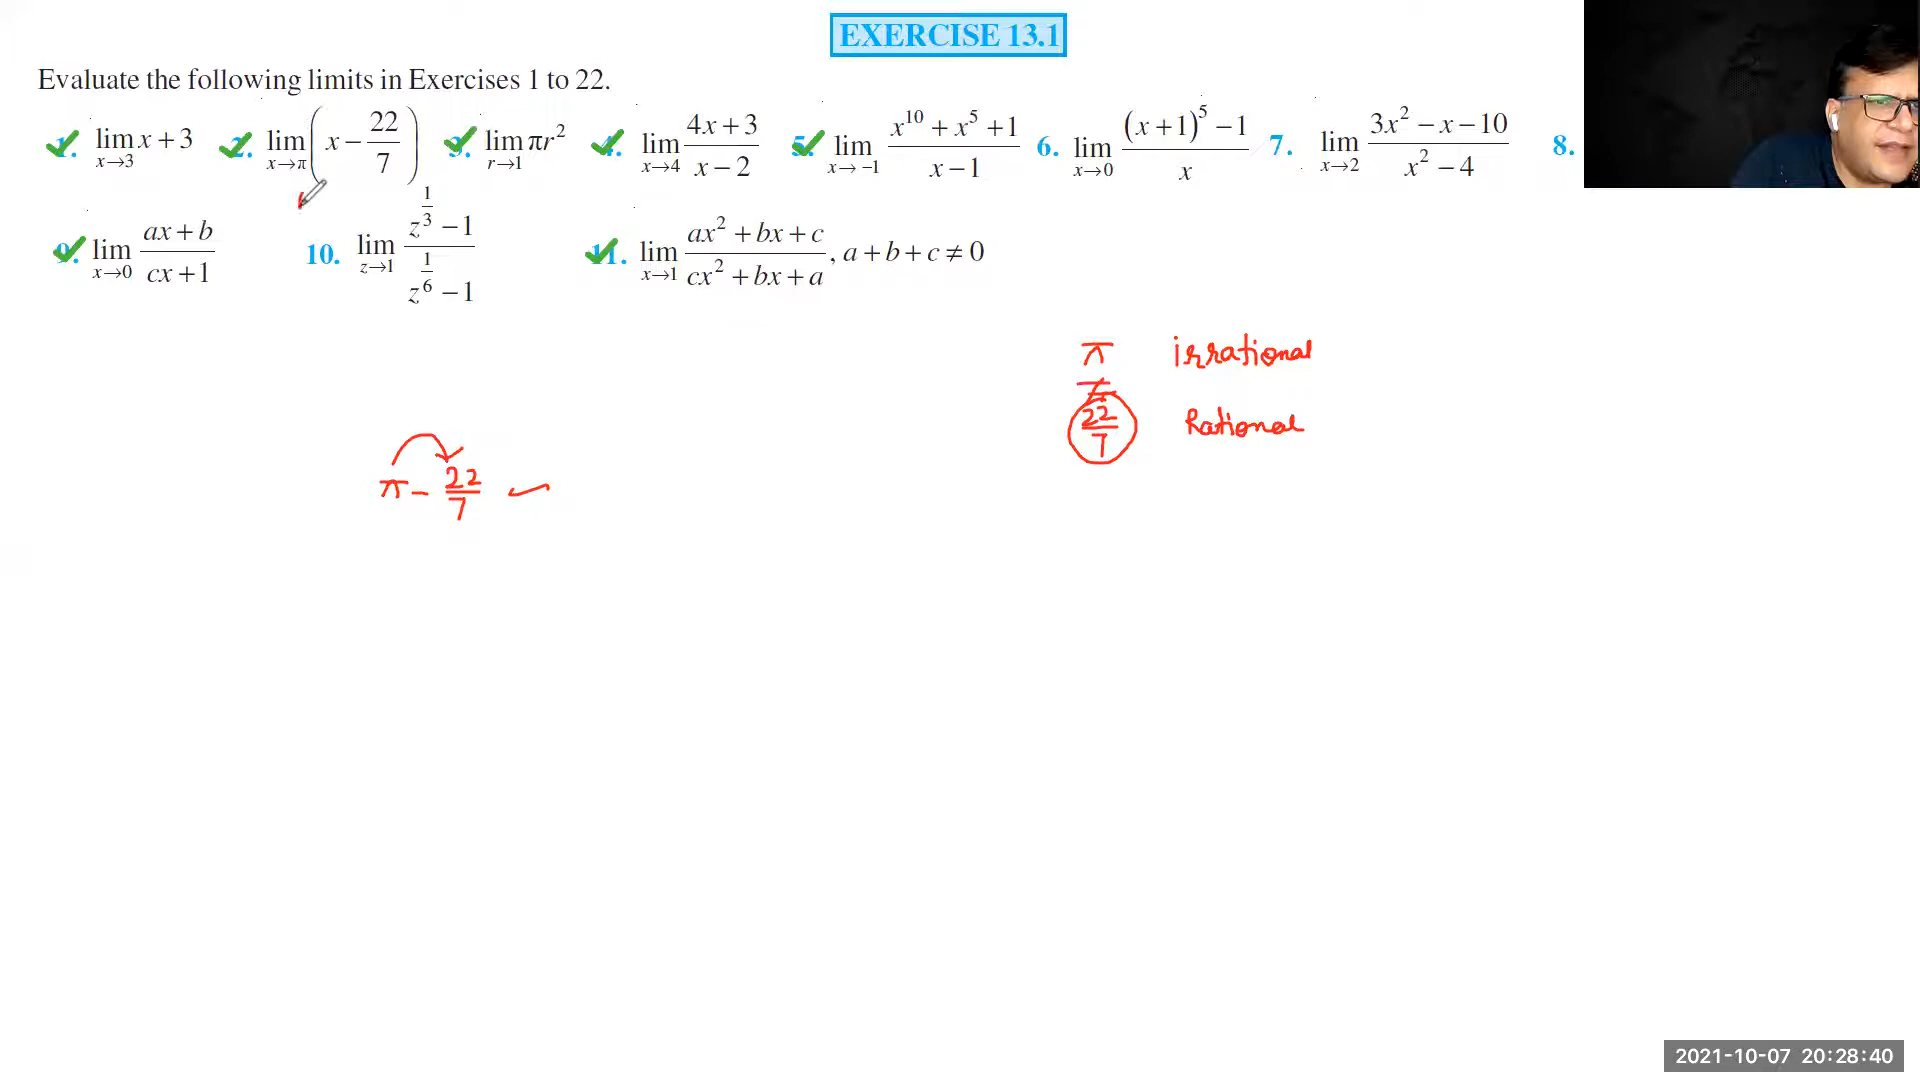 EXERCISE 13.1
Evaluate the following limits in Exercises 1 to 22.
1. lim x→3 x + 3
2. lim x→π (x − 22/7)
3. lim r→1 πr²
4. lim x→4 (4x + 3)/(x − 2)
5. lim x→ −1 (x¹⁰ + x⁵ + 1)/(x − 1)
6. lim x→0 ((x + 1)⁵ − 1)/x
7. lim x→2 (3x² − x − 10)/(x² − 4)
8.
9. lim x→0 (ax + b)/(cx + 1)
10. lim z→1 (z^(1/3) − 1)/(z^(1/6) − 1)
11. lim x→1 (ax² + bx + c)/(cx² + bx + a), a + b + c ≠ 0
π irrational
22/7 Rational
π − 22/7
2021-10-07 20:28:40